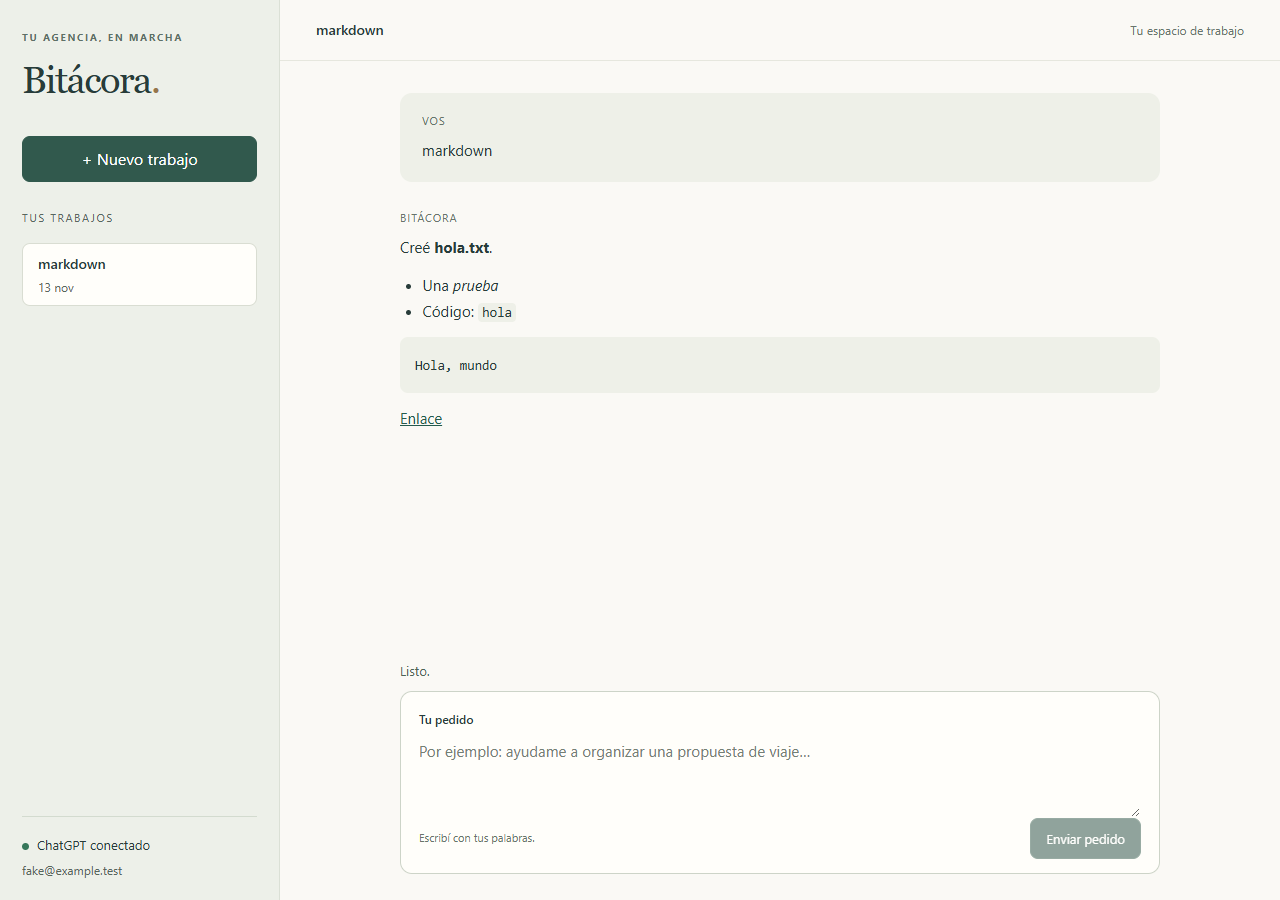 TU AGENCIA, EN MARCHA
Bitácora.
+ Nuevo trabajo
TUS TRABAJOS
markdown
13 nov
ChatGPT conectado
fake@example.test
markdown
Tu espacio de trabajo
VOS
markdown
BITÁCORA
Creé hola.txt.
• Una prueba
• Código: hola
Hola, mundo
Enlace
Listo.
Tu pedido
Por ejemplo: ayudame a organizar una propuesta de viaje...
Escribí con tus palabras.
Enviar pedido